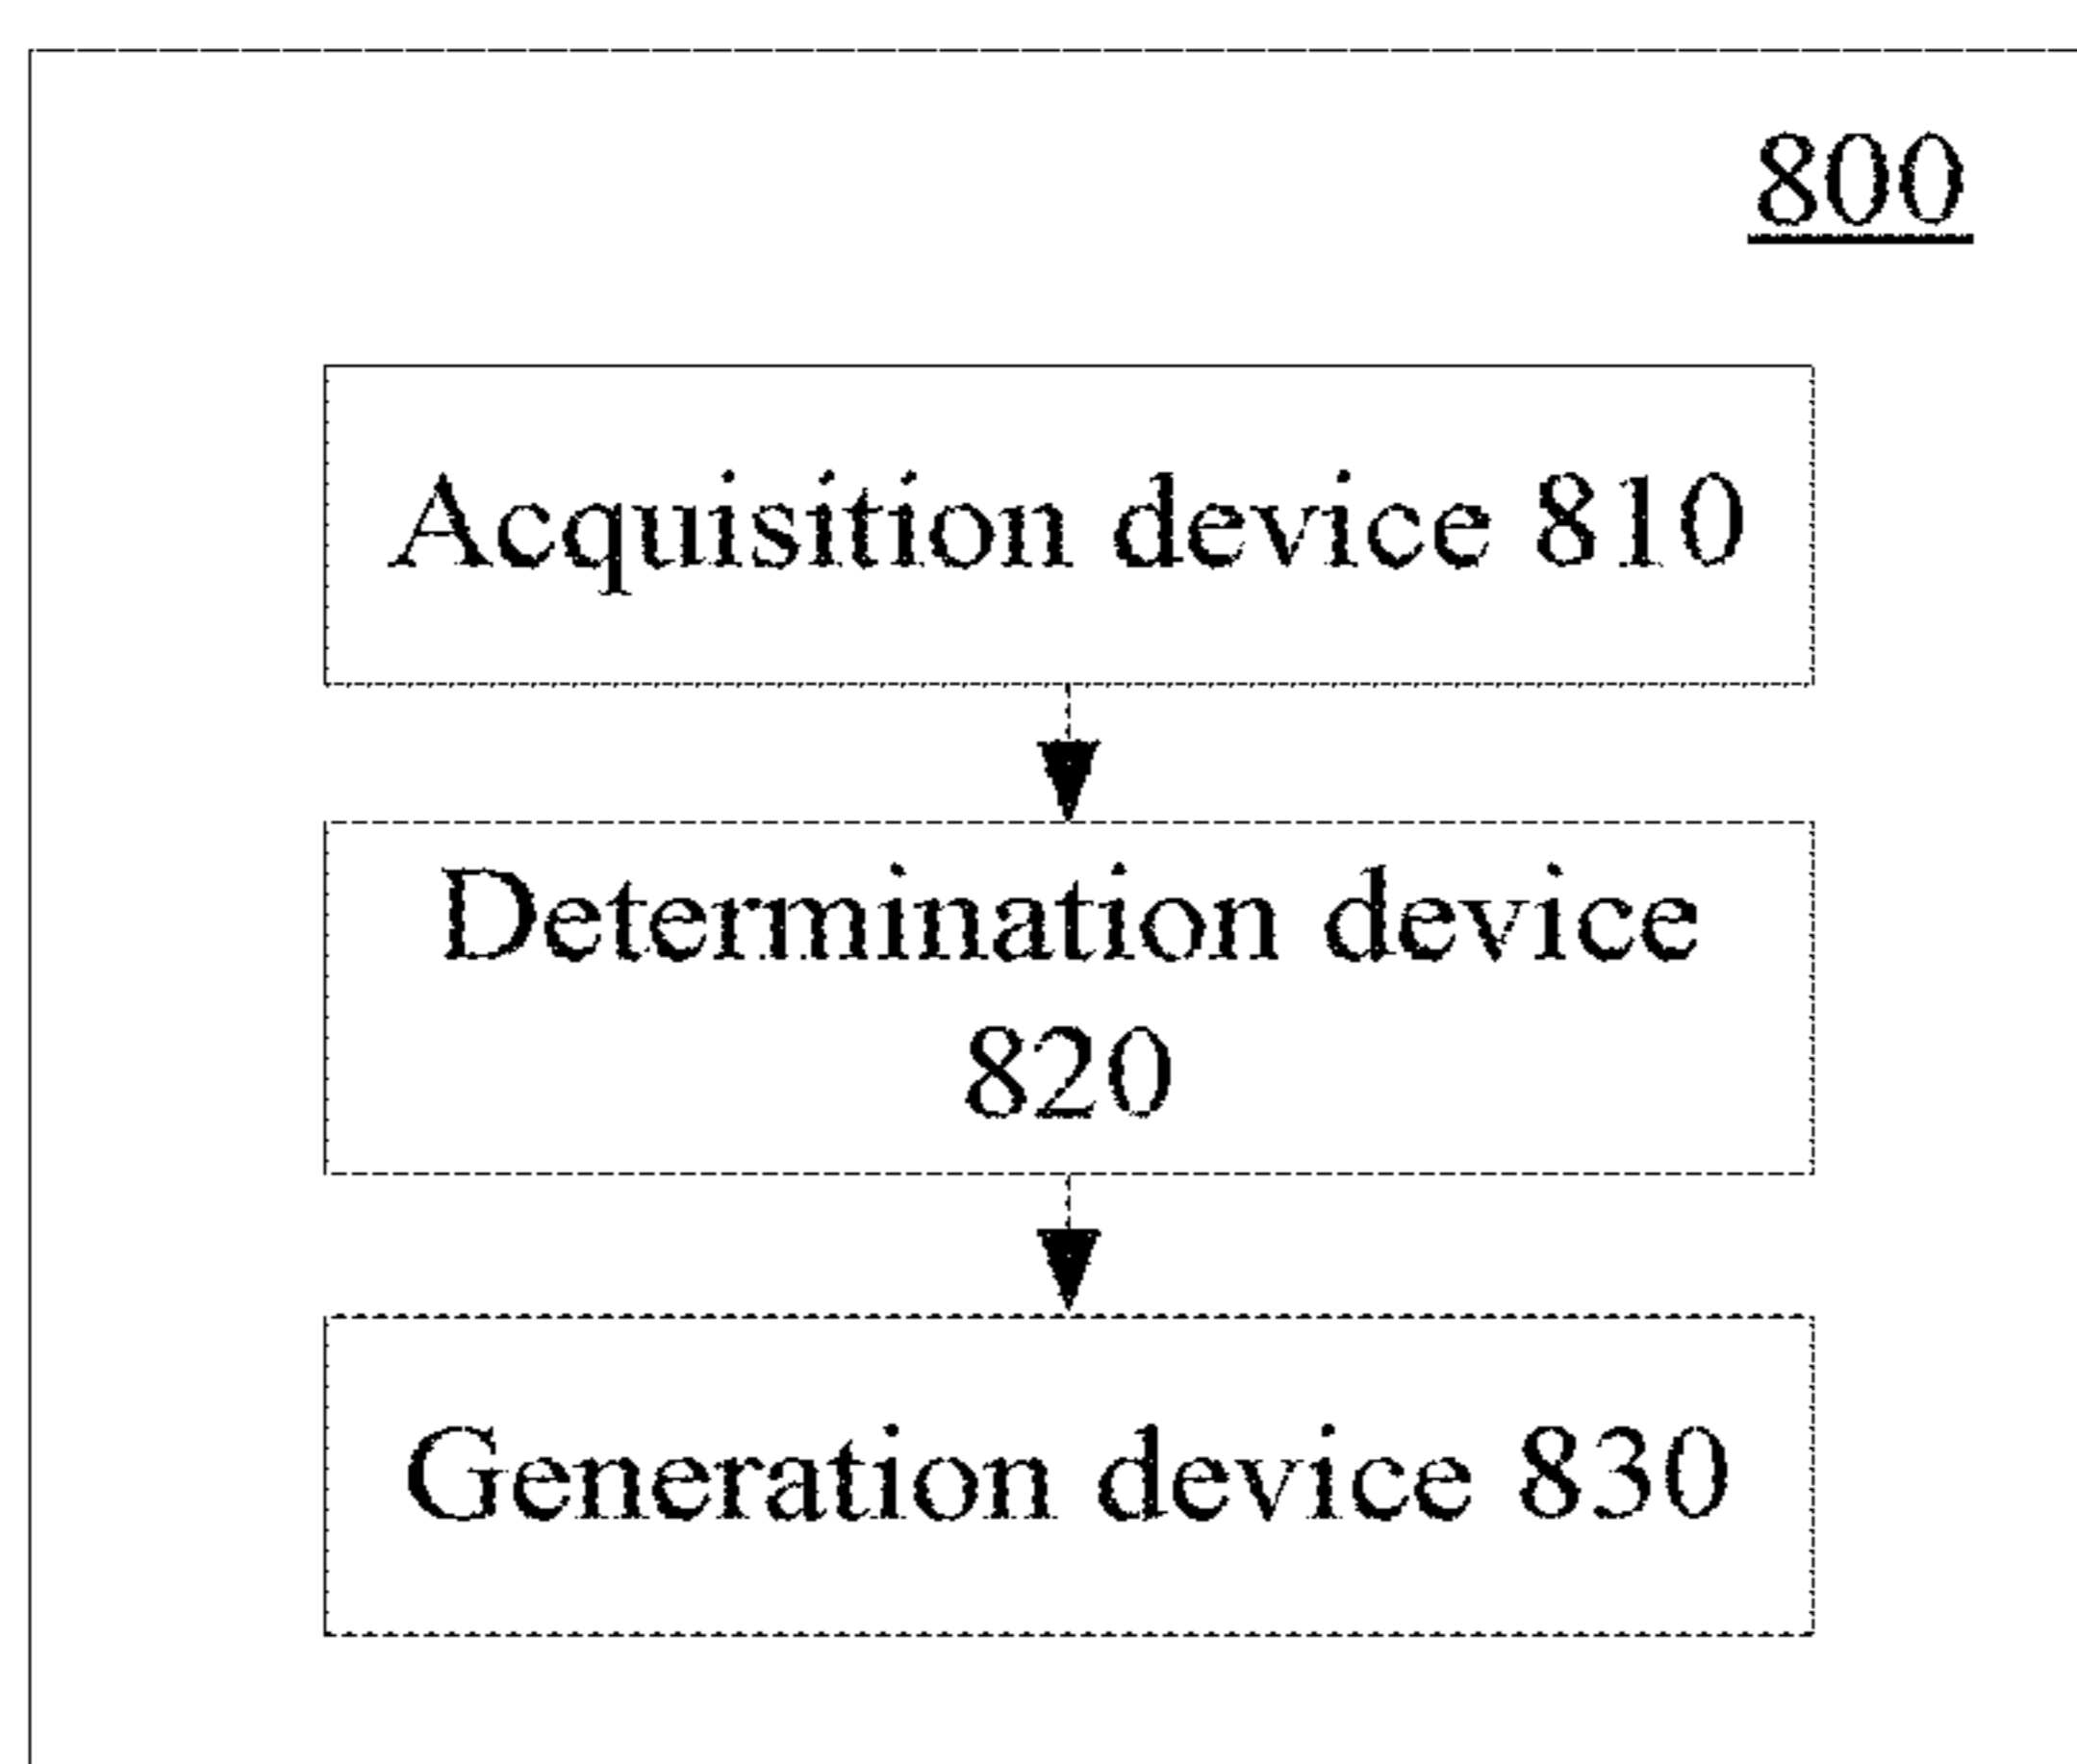 800
Acquisition device 810
Determination device
820
Generation device 830